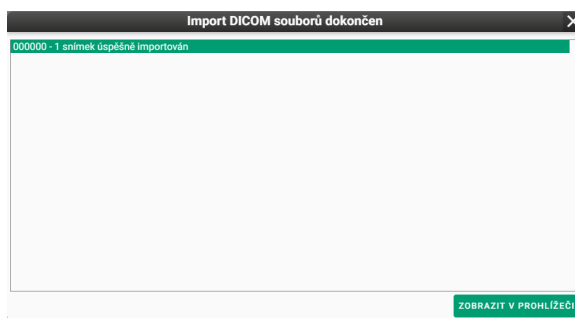 Import DICOM souborů dokončen
000000 - 1 snímek úspěšně importován
ZOBRAZIT V PROHLÍŽEČI